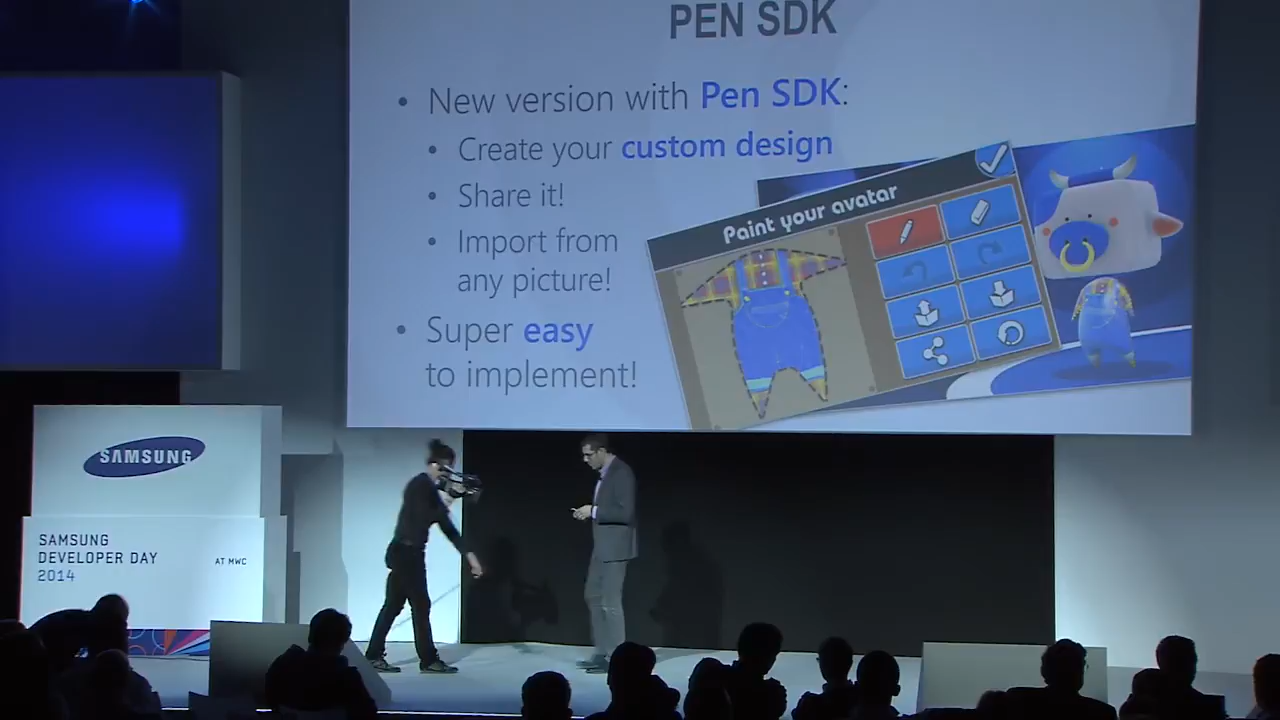 PEN SDK
• New version with Pen SDK:
• Create your custom design
• Share it!
• Import from
any picture!
• Super easy
to implement!
Paint your avatar
SAMSUNG
SAMSUNG
DEVELOPER DAY
2014
AT MWC